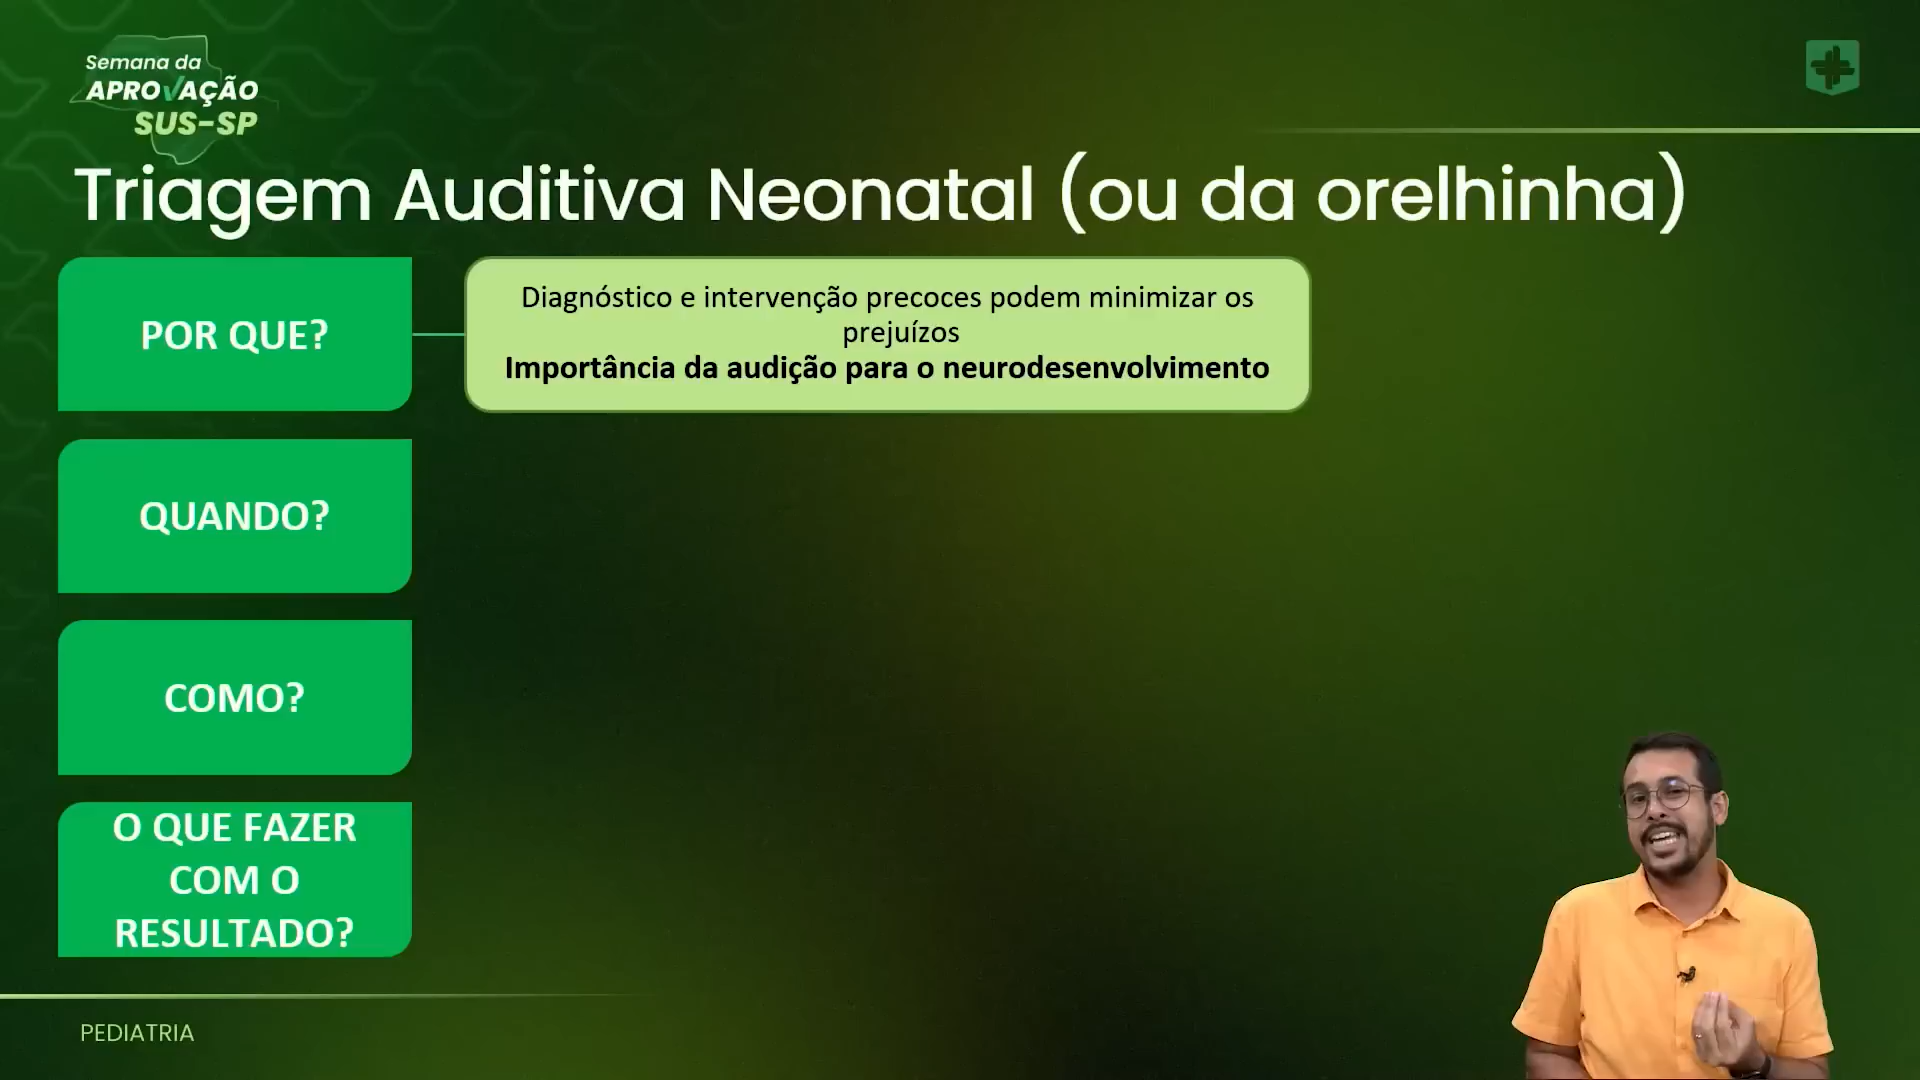 Semana da
APROVAÇÃO
SUS-SP
Triagem Auditiva Neonatal (ou da orelhinha)
POR QUE?
Diagnóstico e intervenção precoces podem minimizar os
prejuízos
Importância da audição para o neurodesenvolvimento
QUANDO?
COMO?
O QUE FAZER
COM O
RESULTADO?
PEDIATRIA